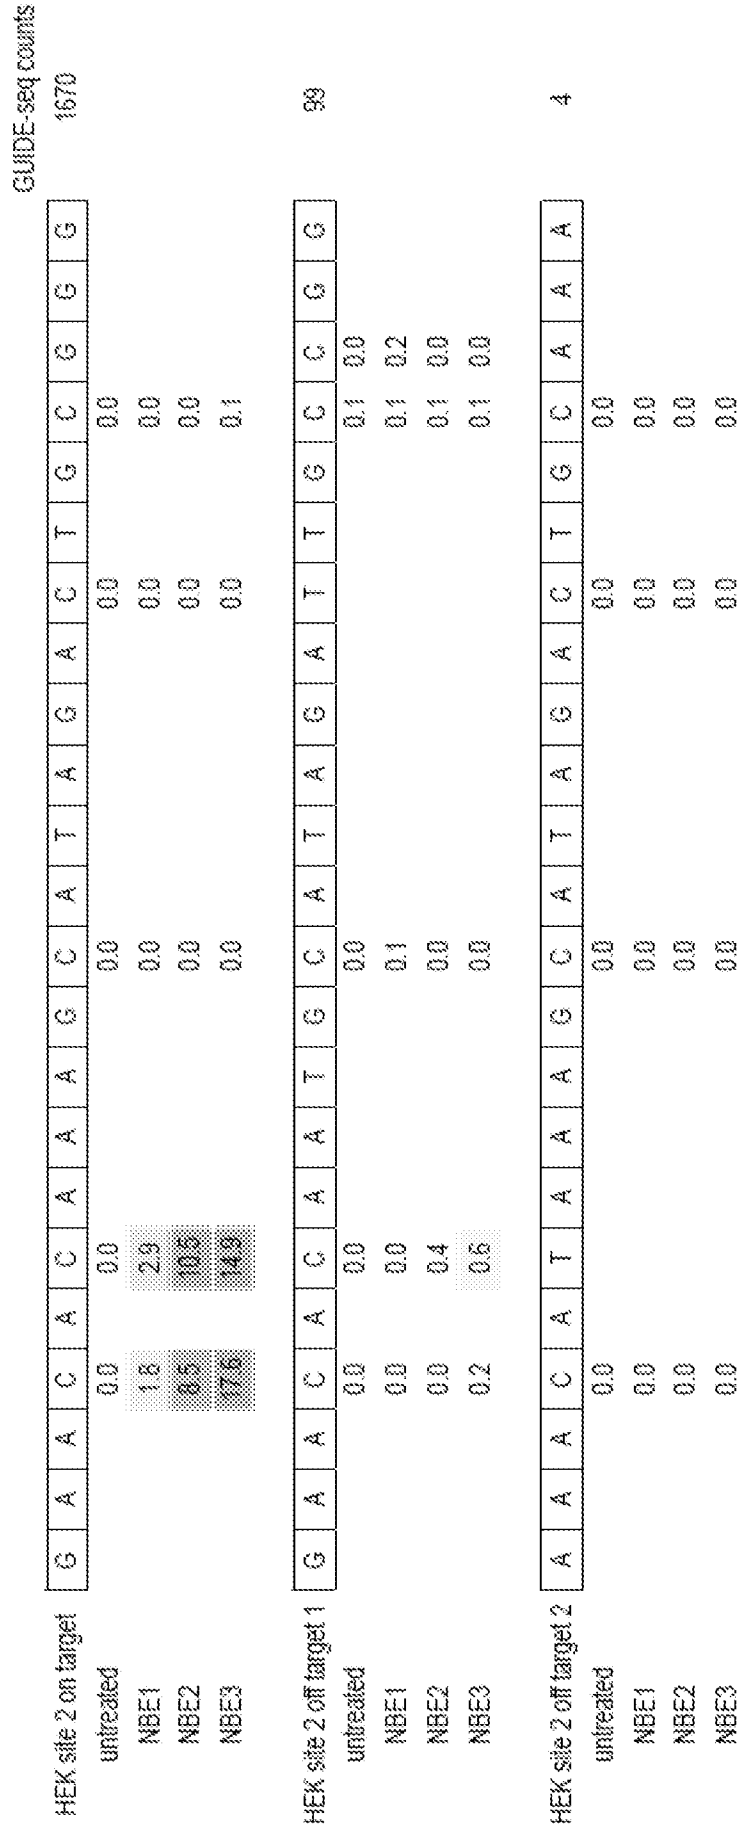 GUIDE-seq counts
HEK site 2 on target G A A C A C A A A G C A T A G A C T G C G G G 1670
untreated 0.0 0.0 0.0 0.0 0.0
NBE1 1.6 2.9 0.0 0.0 0.0
NBE2 8.5 10.5 0.0 0.0 0.0
NBE3 17.6 14.9 0.0 0.0 0.1
HEK site 2 off target 1 G A A C A C A A T G C A T A G A T T G C C G G 99
untreated 0.0 0.0 0.0 0.1 0.0
NBE1 0.0 0.0 0.1 0.1 0.2
NBE2 0.0 0.4 0.0 0.1 0.0
NBE3 0.2 0.6 0.0 0.1 0.0
HEK site 2 off target 2 A A A C A T A A A G C A T A G A C T G C A A A 4
untreated 0.0 0.0 0.0 0.0
NBE1 0.0 0.0 0.0 0.0
NBE2 0.0 0.0 0.0 0.0
NBE3 0.0 0.0 0.0 0.0